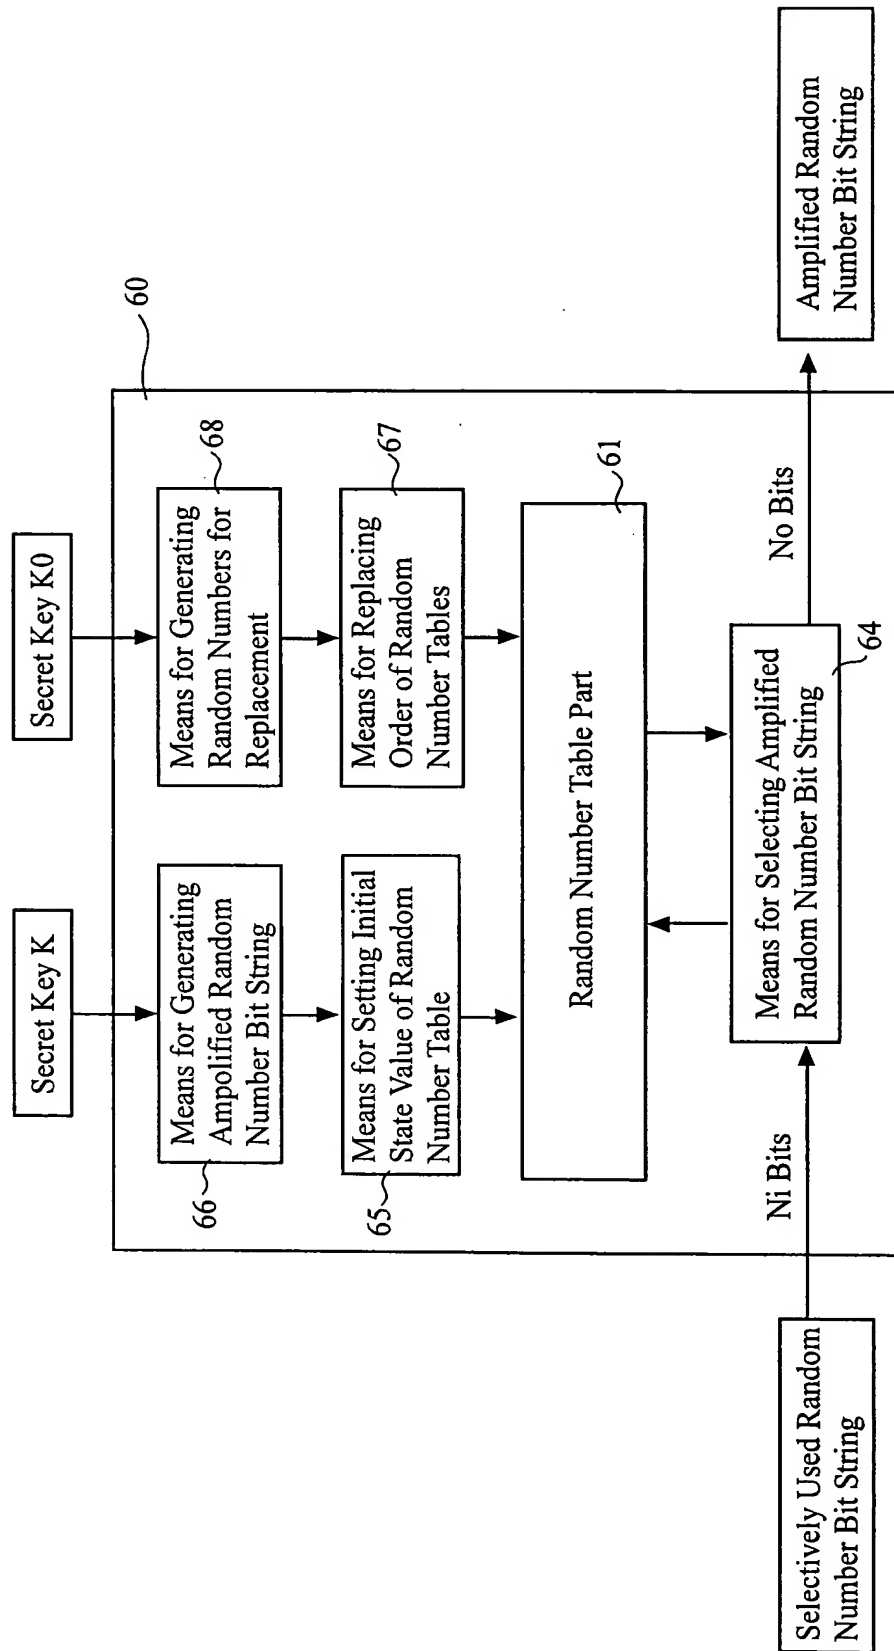 Secret Key K
Secret Key K0
60
Means for Generating
Ampolified Random
Number Bit String
66
Means for Generating
Random Numbers for
Replacement
68
Means for Setting Initial
State Value of Random
Number Table
65
Means for Replacing
Order of Random
Number Tables
67
Random Number Table Part
61
Selectively Used Random
Number Bit String
Ni Bits
Means for Selecting Amplified
Random Number Bit String
64
No Bits
Amplified Random
Number Bit String